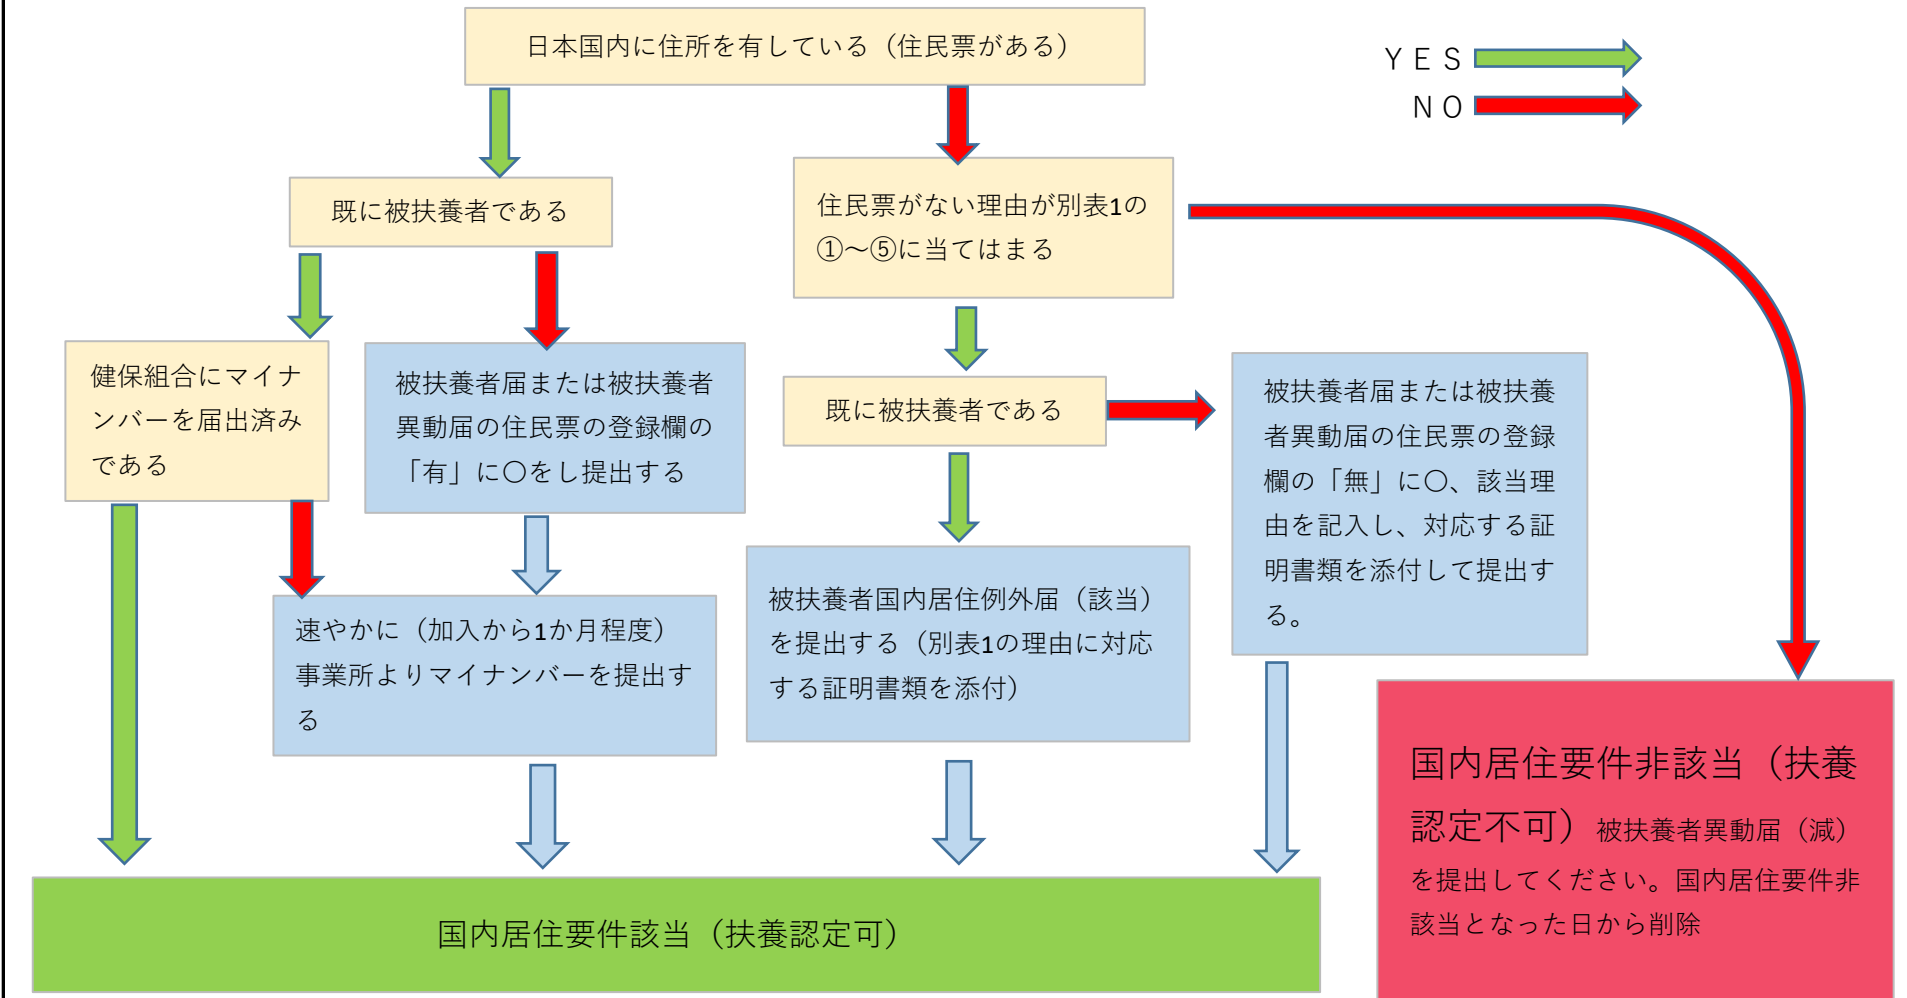 日本国内に住所を有している（住民票がある）
ＹＥＳ
ＮＯ
既に被扶養者である
住民票がない理由が別表1の
①～⑤に当てはまる
健保組合にマイナ
ンバーを届出済み
である
被扶養者届または被扶養者
異動届の住民票の登録欄の
「有」に〇をし提出する
既に被扶養者である
被扶養者届または被扶養
者異動届の住民票の登録
欄の「無」に〇、該当理
由を記入し、対応する証
明書類を添付して提出す
る。
速やかに（加入から1か月程度）
事業所よりマイナンバーを提出す
る
被扶養者国内居住例外届（該当）
を提出する（別表1の理由に対応
する証明書類を添付）
国内居住要件非該当（扶養
認定不可）被扶養者異動届（減）
を提出してください。国内居住要件非
該当となった日から削除
国内居住要件該当（扶養認定可）